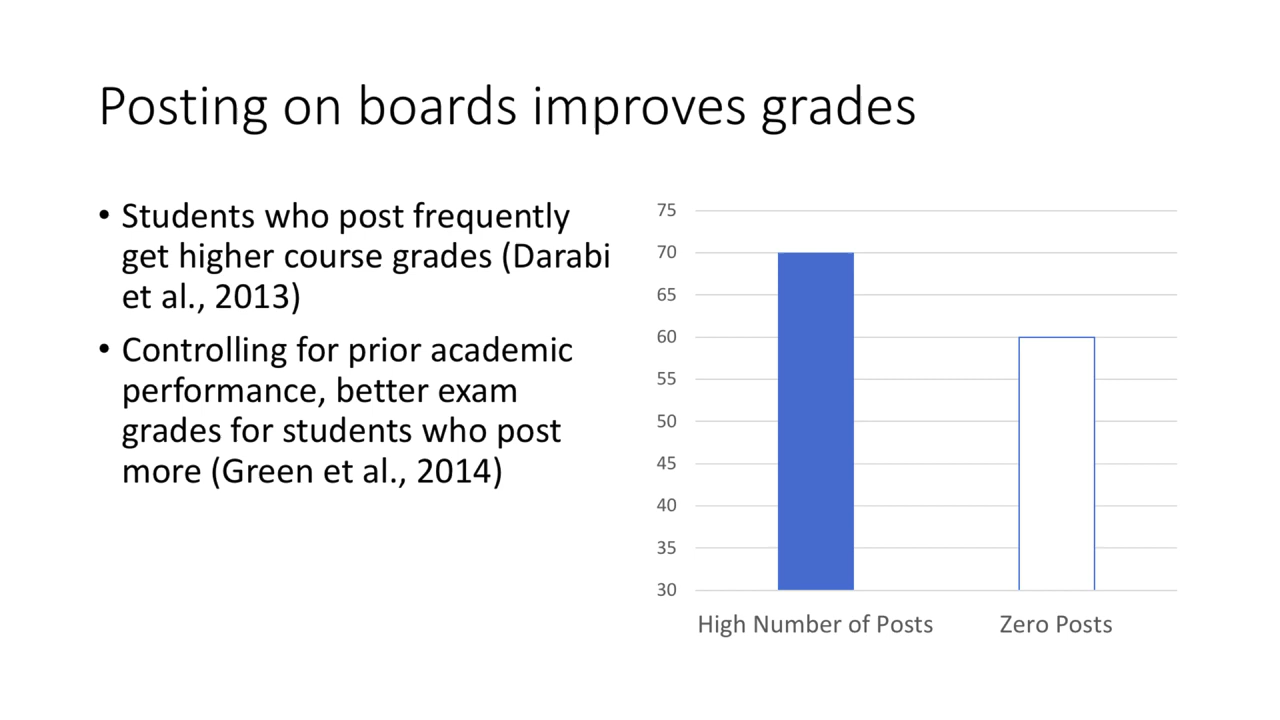 Posting on boards improves grades
• Students who post frequently
get higher course grades (Darabi
et al., 2013)
• Controlling for prior academic
performance, better exam
grades for students who post
more (Green et al., 2014)
75
70
65
60
55
50
45
40
35
30
High Number of Posts
Zero Posts